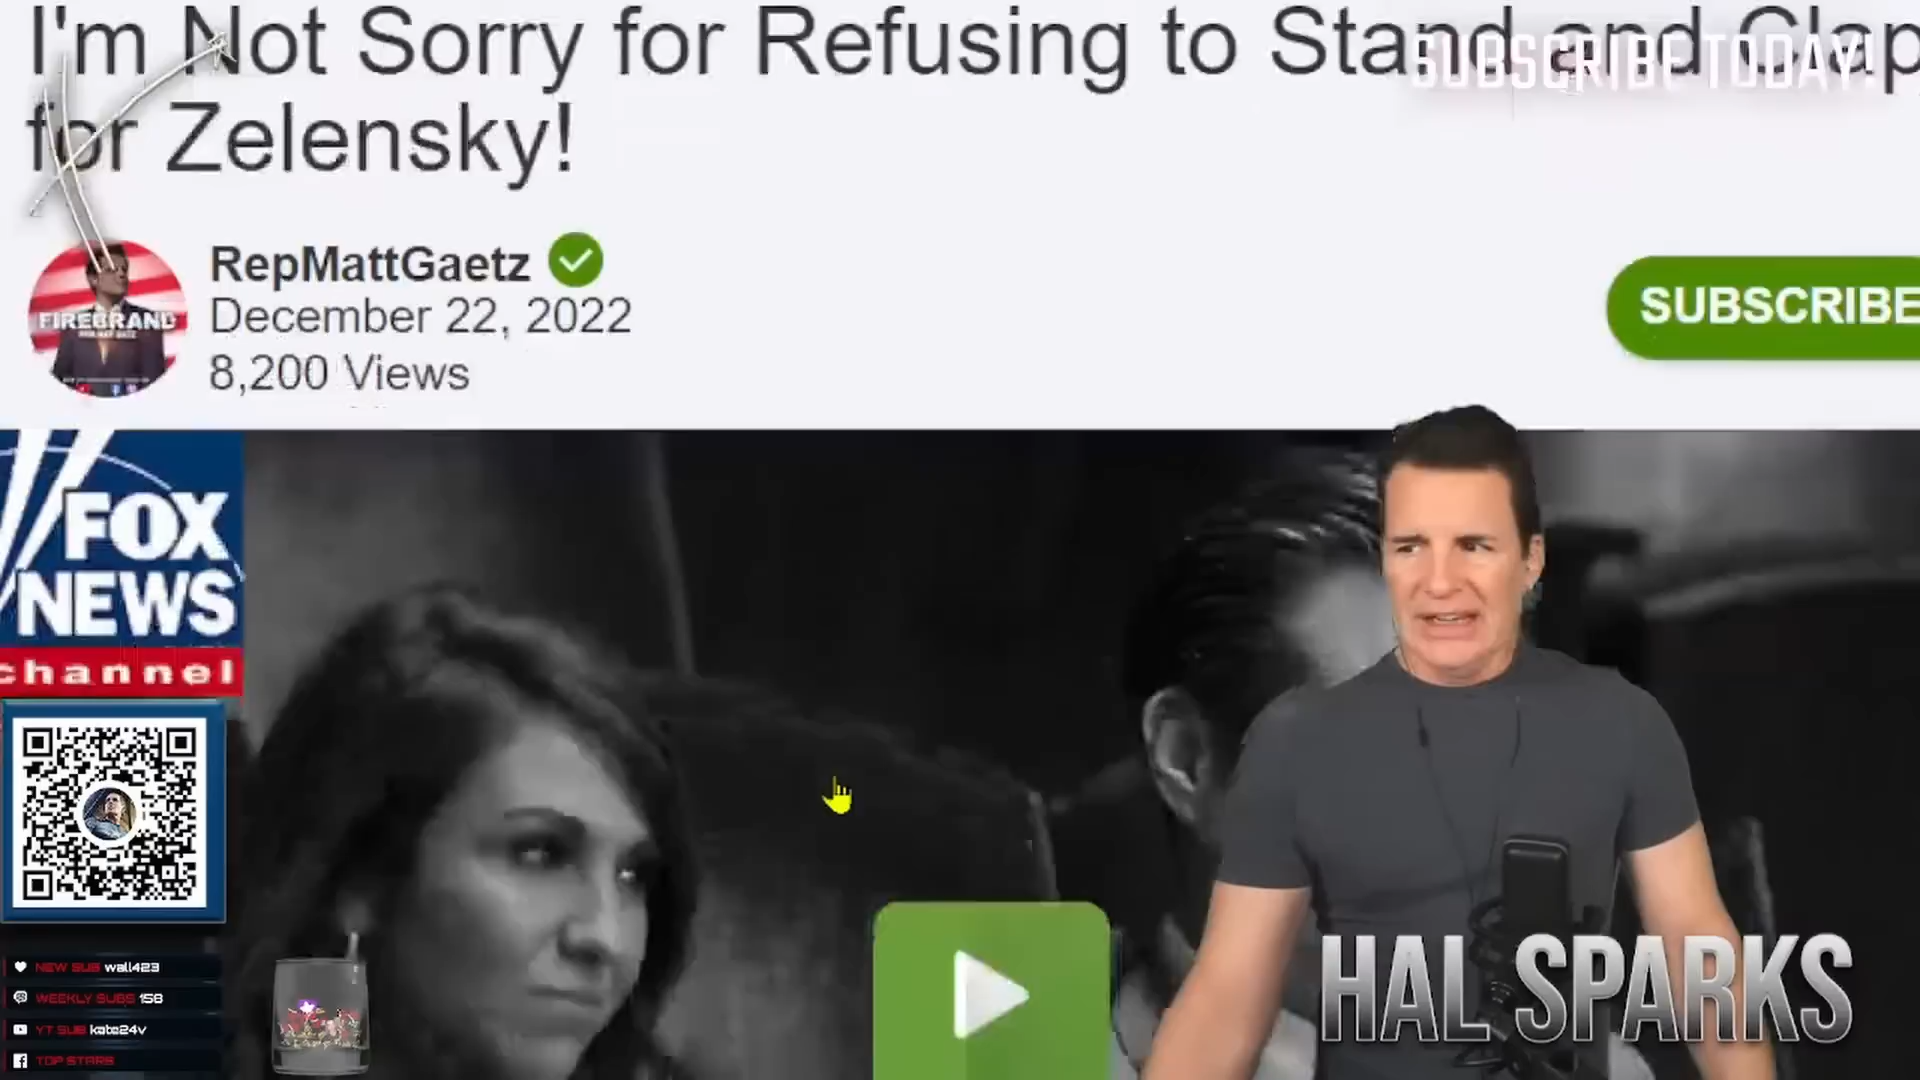 I'm Not Sorry for Refusing to Stand and Clap
for Zelensky!
SUBSCRIBE TODAY!
RepMattGaetz
December 22, 2022
8,200 Views
SUBSCRIBE
FIREBRAND
FOX
NEWS
channel
NEW SUB wall423
WEEKLY SUBS 158
YT SUB kate24v
TOP STARS
HAL SPARKS